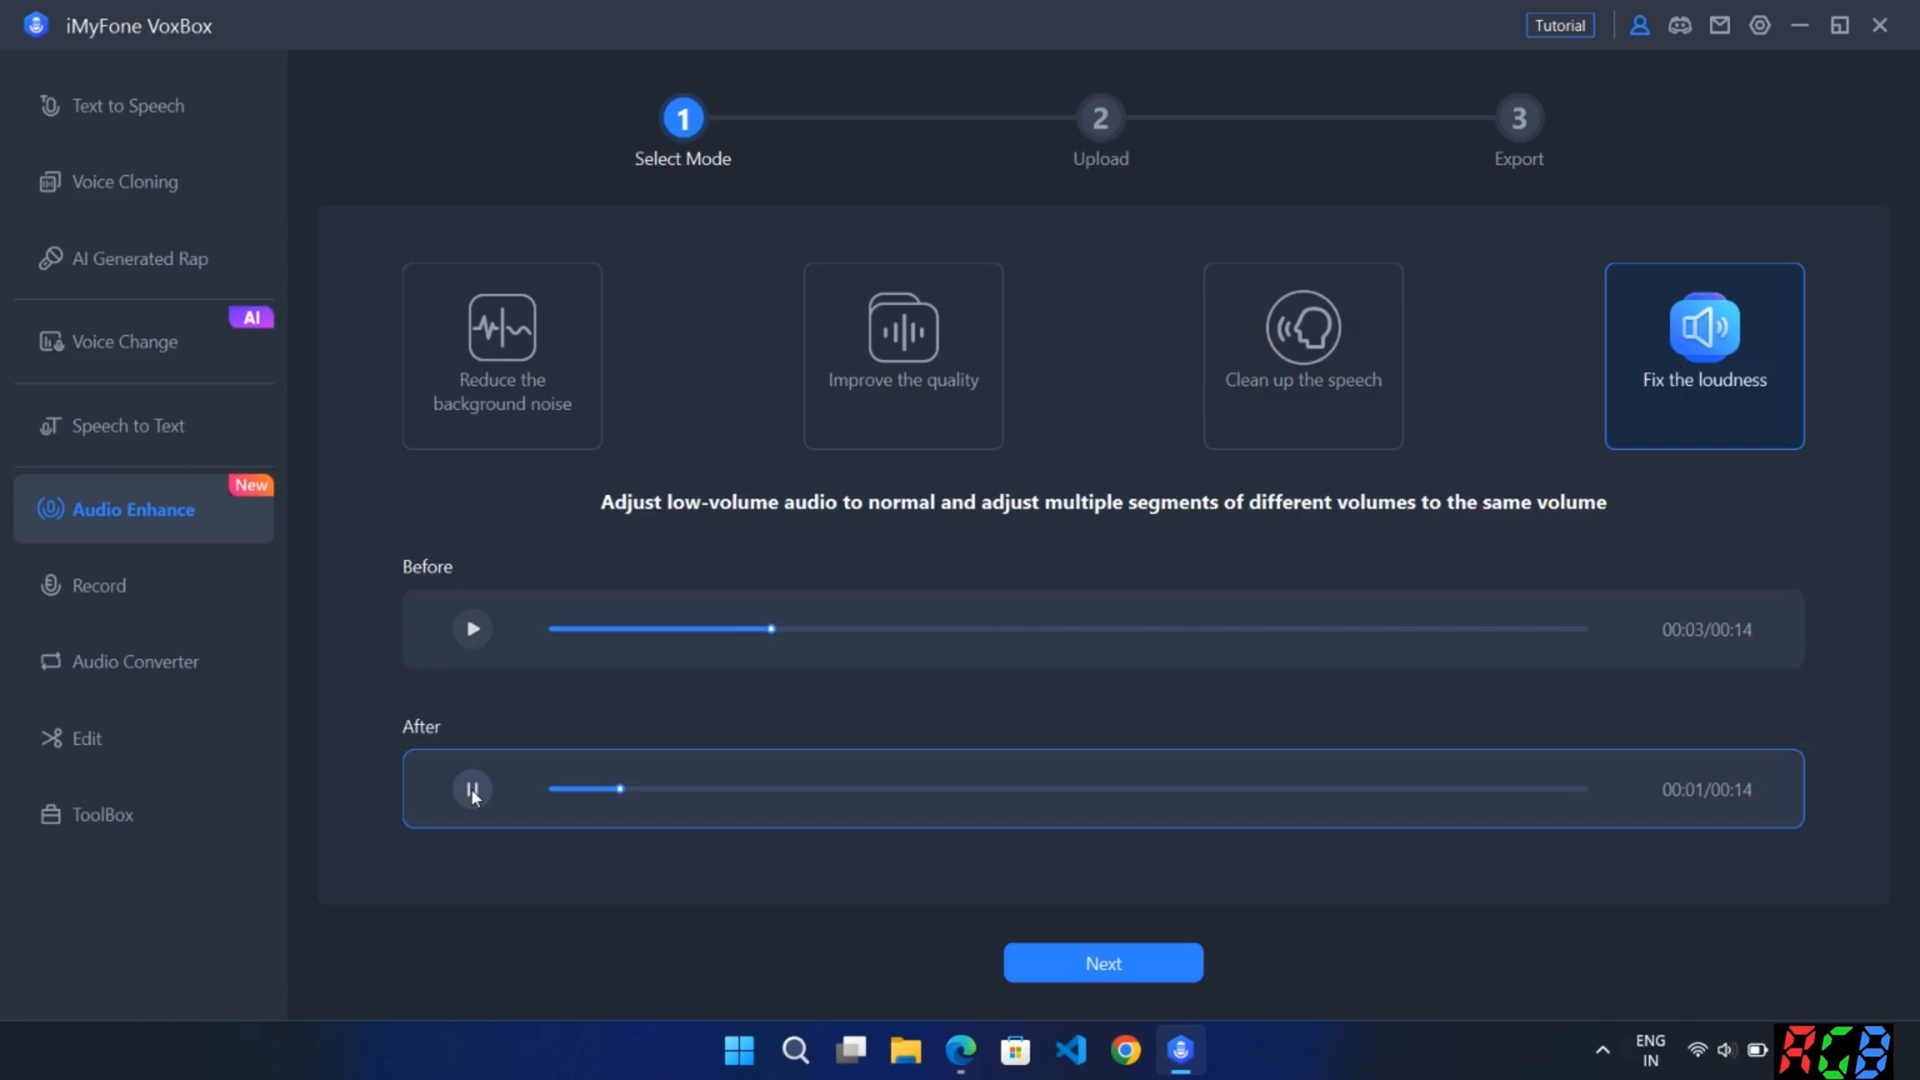 iMyFone VoxBox
Tutorial
Text to Speech
Voice Cloning
AI Generated Rap
AI
Voice Change
Speech to Text
New
Audio Enhance
Record
Audio Converter
Edit
ToolBox
1
Select Mode
2
Upload
3
Export
Reduce the
background noise
Improve the quality
Clean up the speech
Fix the loudness
Adjust low-volume audio to normal and adjust multiple segments of different volumes to the same volume
Before
00:03/00:14
After
00:01/00:14
Next
ENG
IN
RGB